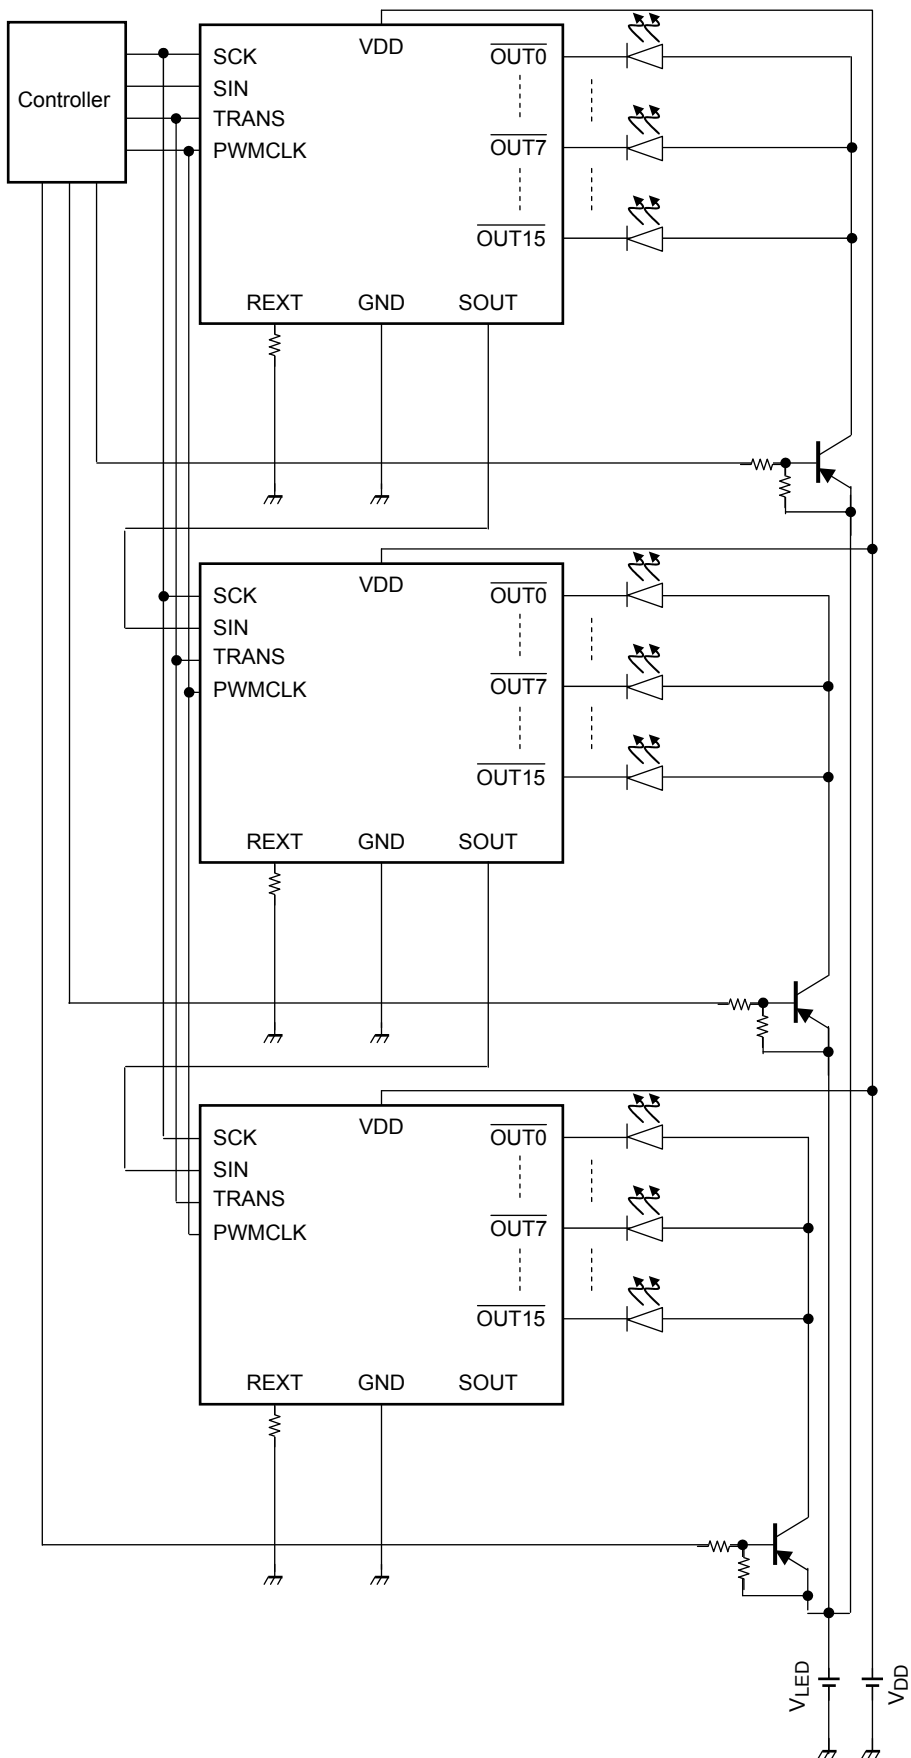 Controller
VDD
SCK
SIN
TRANS
PWMCLK
OUT0
OUT7
OUT15
REXT
GND
SOUT
VDD
SCK
SIN
TRANS
PWMCLK
OUT0
OUT7
OUT15
REXT
GND
SOUT
VDD
SCK
SIN
TRANS
PWMCLK
OUT0
OUT7
OUT15
REXT
GND
SOUT
VLED
VDD